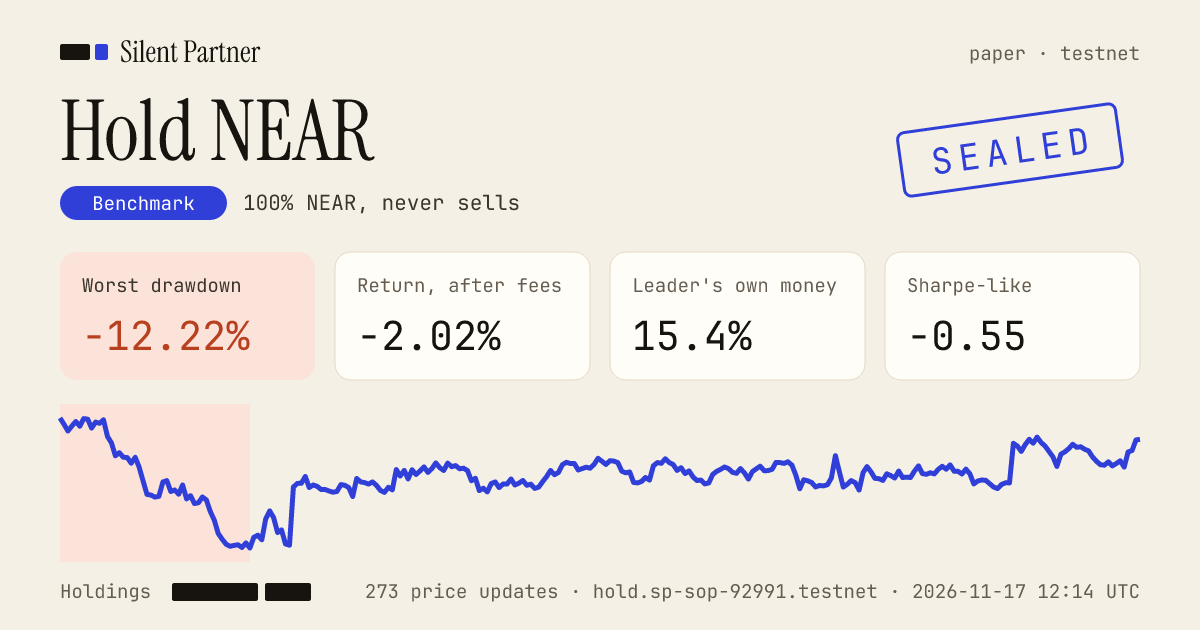 Silent Partner
paper · testnet
Hold NEAR
SEALED
Benchmark
100% NEAR, never sells
Worst drawdown
-12.22%
Return, after fees
-2.02%
Leader's own money
15.4%
Sharpe-like
-0.55
Holdings
273 price updates · hold.sp-sop-92991.testnet · 2026-11-17 12:14 UTC